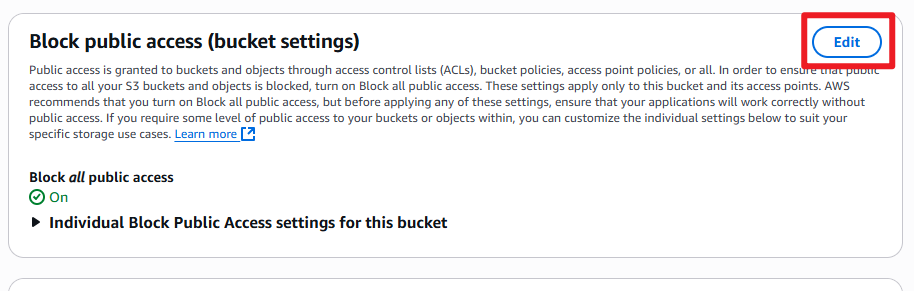 Block public access (bucket settings)
Edit
Public access is granted to buckets and objects through access control lists (ACLs), bucket policies, access point policies, or all. In order to ensure that public
access to all your S3 buckets and objects is blocked, turn on Block all public access. These settings apply only to this bucket and its access points. AWS
recommends that you turn on Block all public access, but before applying any of these settings, ensure that your applications will work correctly without
public access. If you require some level of public access to your buckets or objects within, you can customize the individual settings below to suit your
specific storage use cases. Learn more
Block all public access
On
Individual Block Public Access settings for this bucket